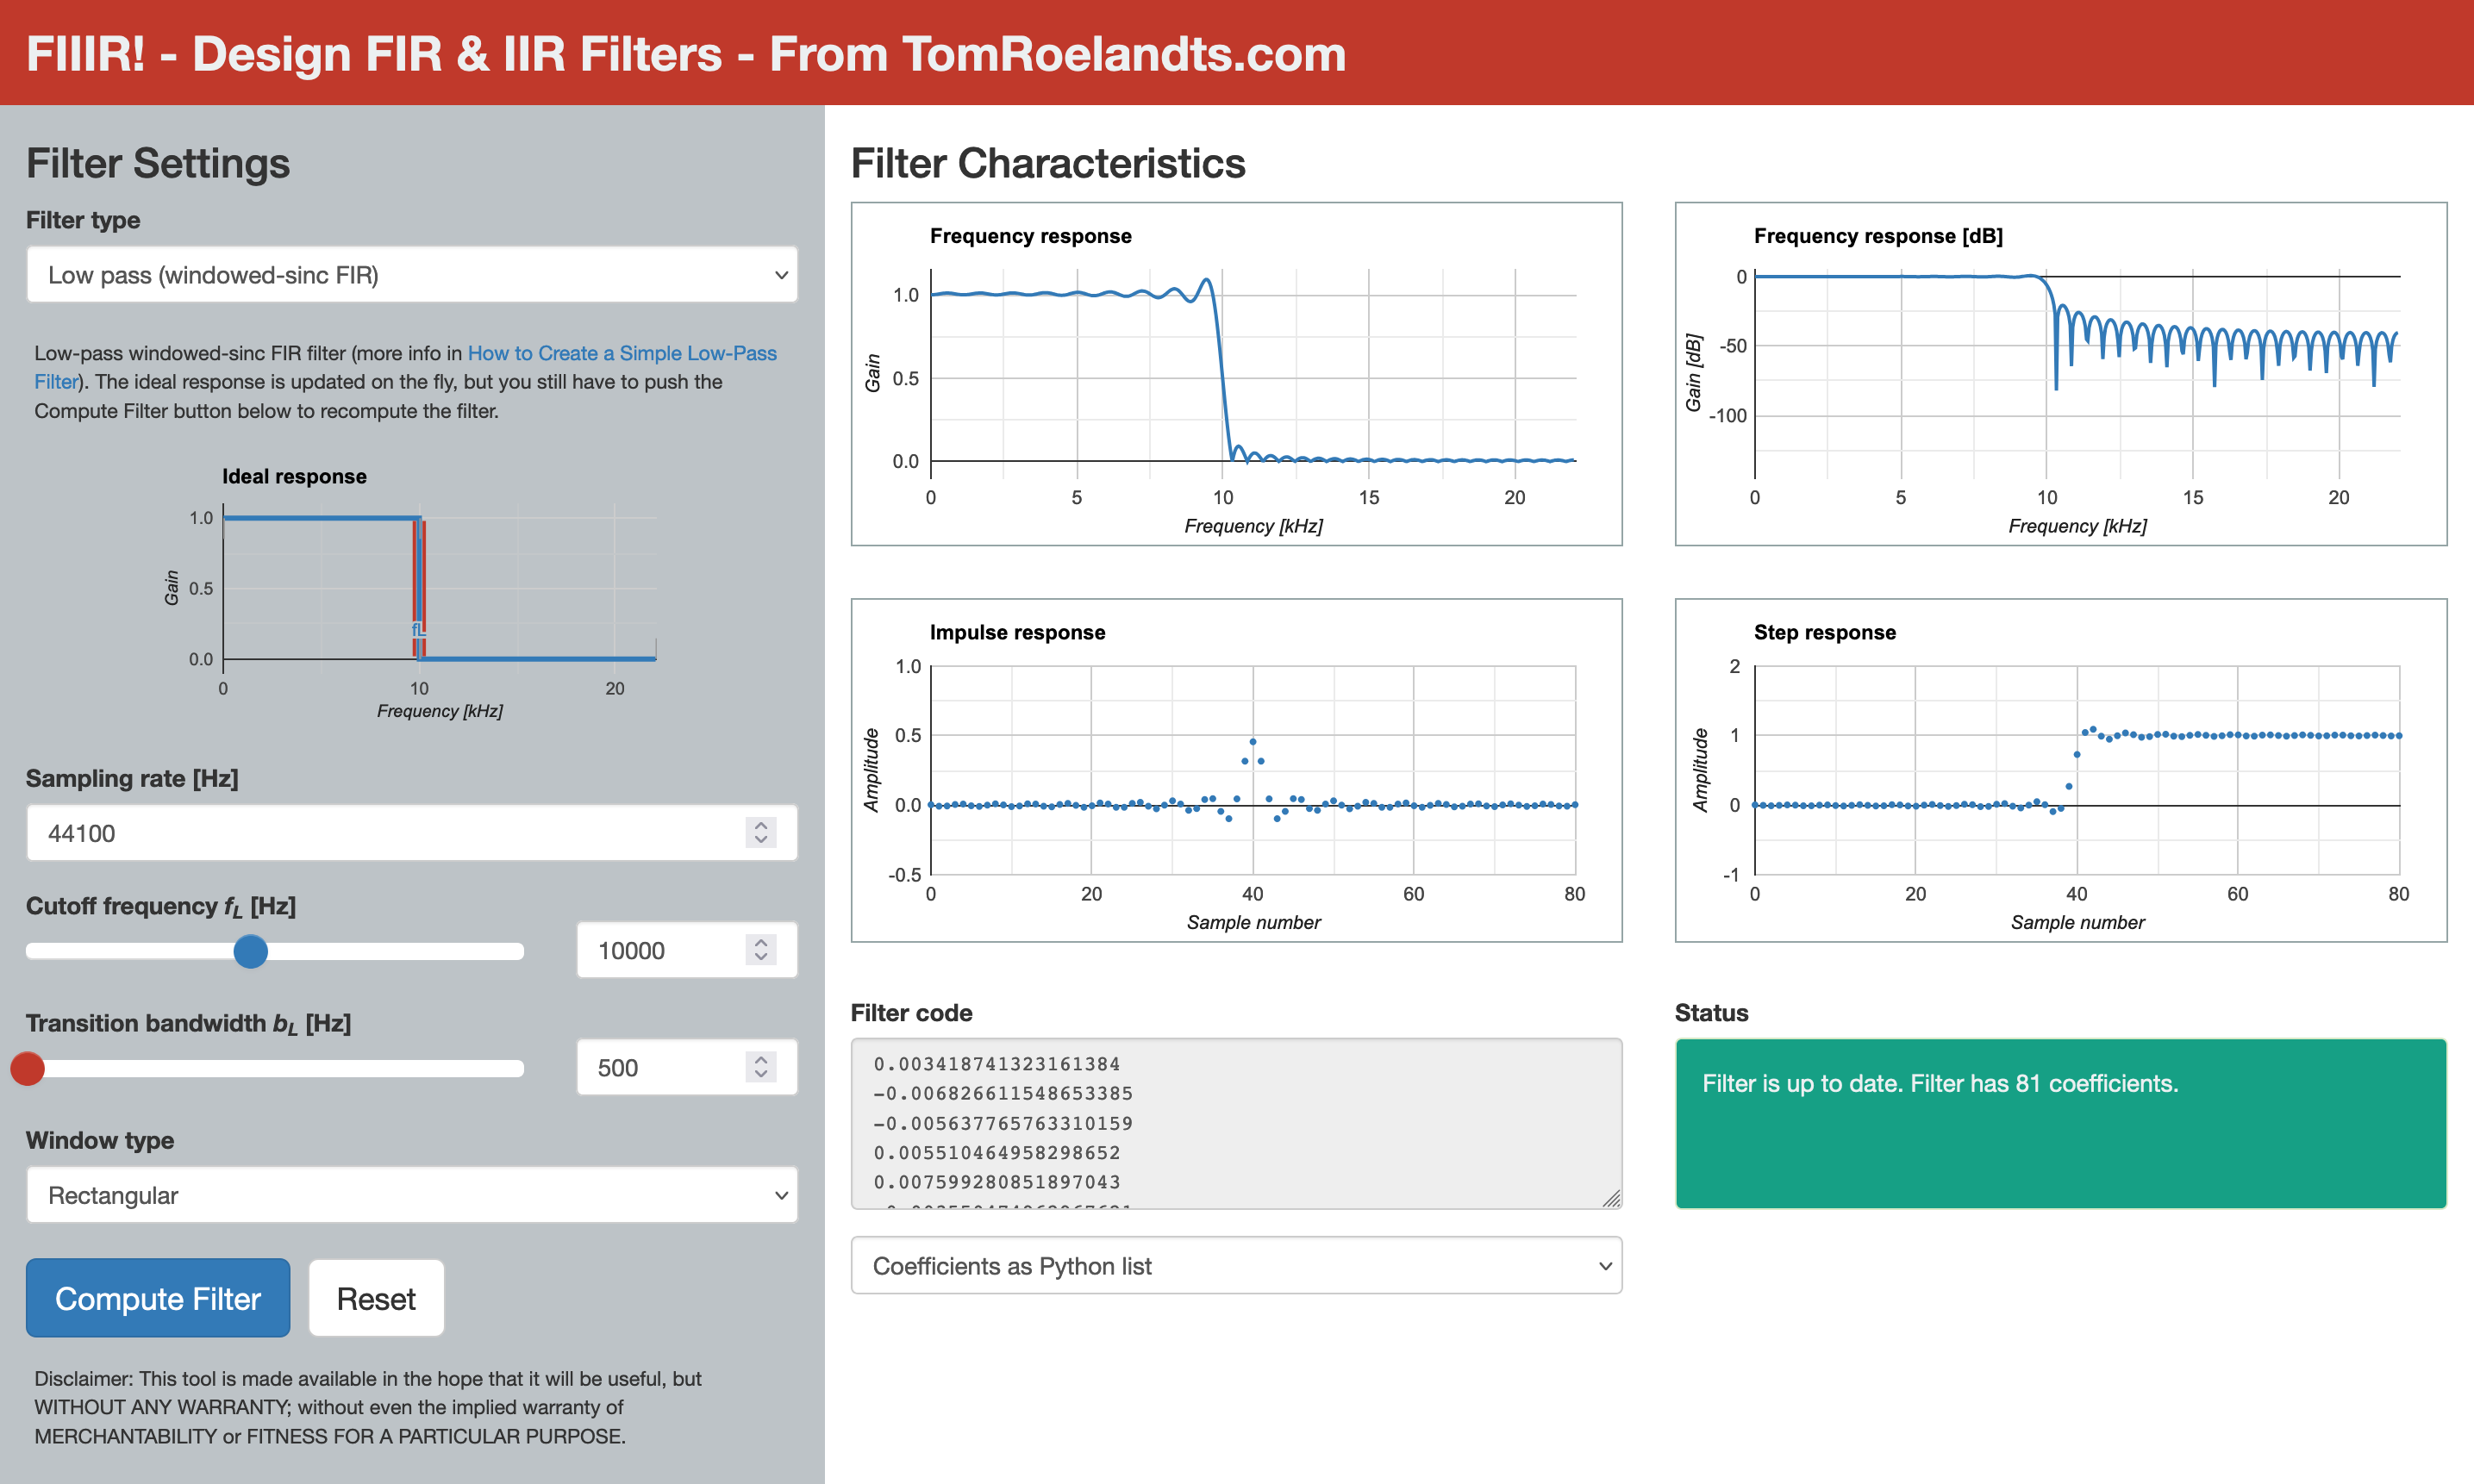 FIIIR! - Design FIR & IIR Filters - From TomRoelandts.com
Filter Settings
Filter type
Low pass (windowed-sinc FIR)
Low-pass windowed-sinc FIR filter (more info in How to Create a Simple Low-Pass
Filter). The ideal response is updated on the fly, but you still have to push the
Compute Filter button below to recompute the filter.
Ideal response
1.0
0.5
0.0
Gain
fL
0 10 20
Frequency [kHz]
Sampling rate [Hz]
44100
Cutoff frequency fL [Hz]
10000
Transition bandwidth bL [Hz]
500
Window type
Rectangular
Compute Filter
Reset
Disclaimer: This tool is made available in the hope that it will be useful, but
WITHOUT ANY WARRANTY; without even the implied warranty of
MERCHANTABILITY or FITNESS FOR A PARTICULAR PURPOSE.
Filter Characteristics
Frequency response
1.0
0.5
0.0
Gain
0 5 10 15 20
Frequency [kHz]
Frequency response [dB]
0
-50
-100
Gain [dB]
0 5 10 15 20
Frequency [kHz]
Impulse response
1.0
0.5
0.0
-0.5
Amplitude
0 20 40 60 80
Sample number
Step response
2
1
0
-1
Amplitude
0 20 40 60 80
Sample number
Filter code
0.003418741323161384
-0.006826611548653385
-0.005637765763310159
0.005510464958298652
0.007599280851897043
Coefficients as Python list
Status
Filter is up to date. Filter has 81 coefficients.